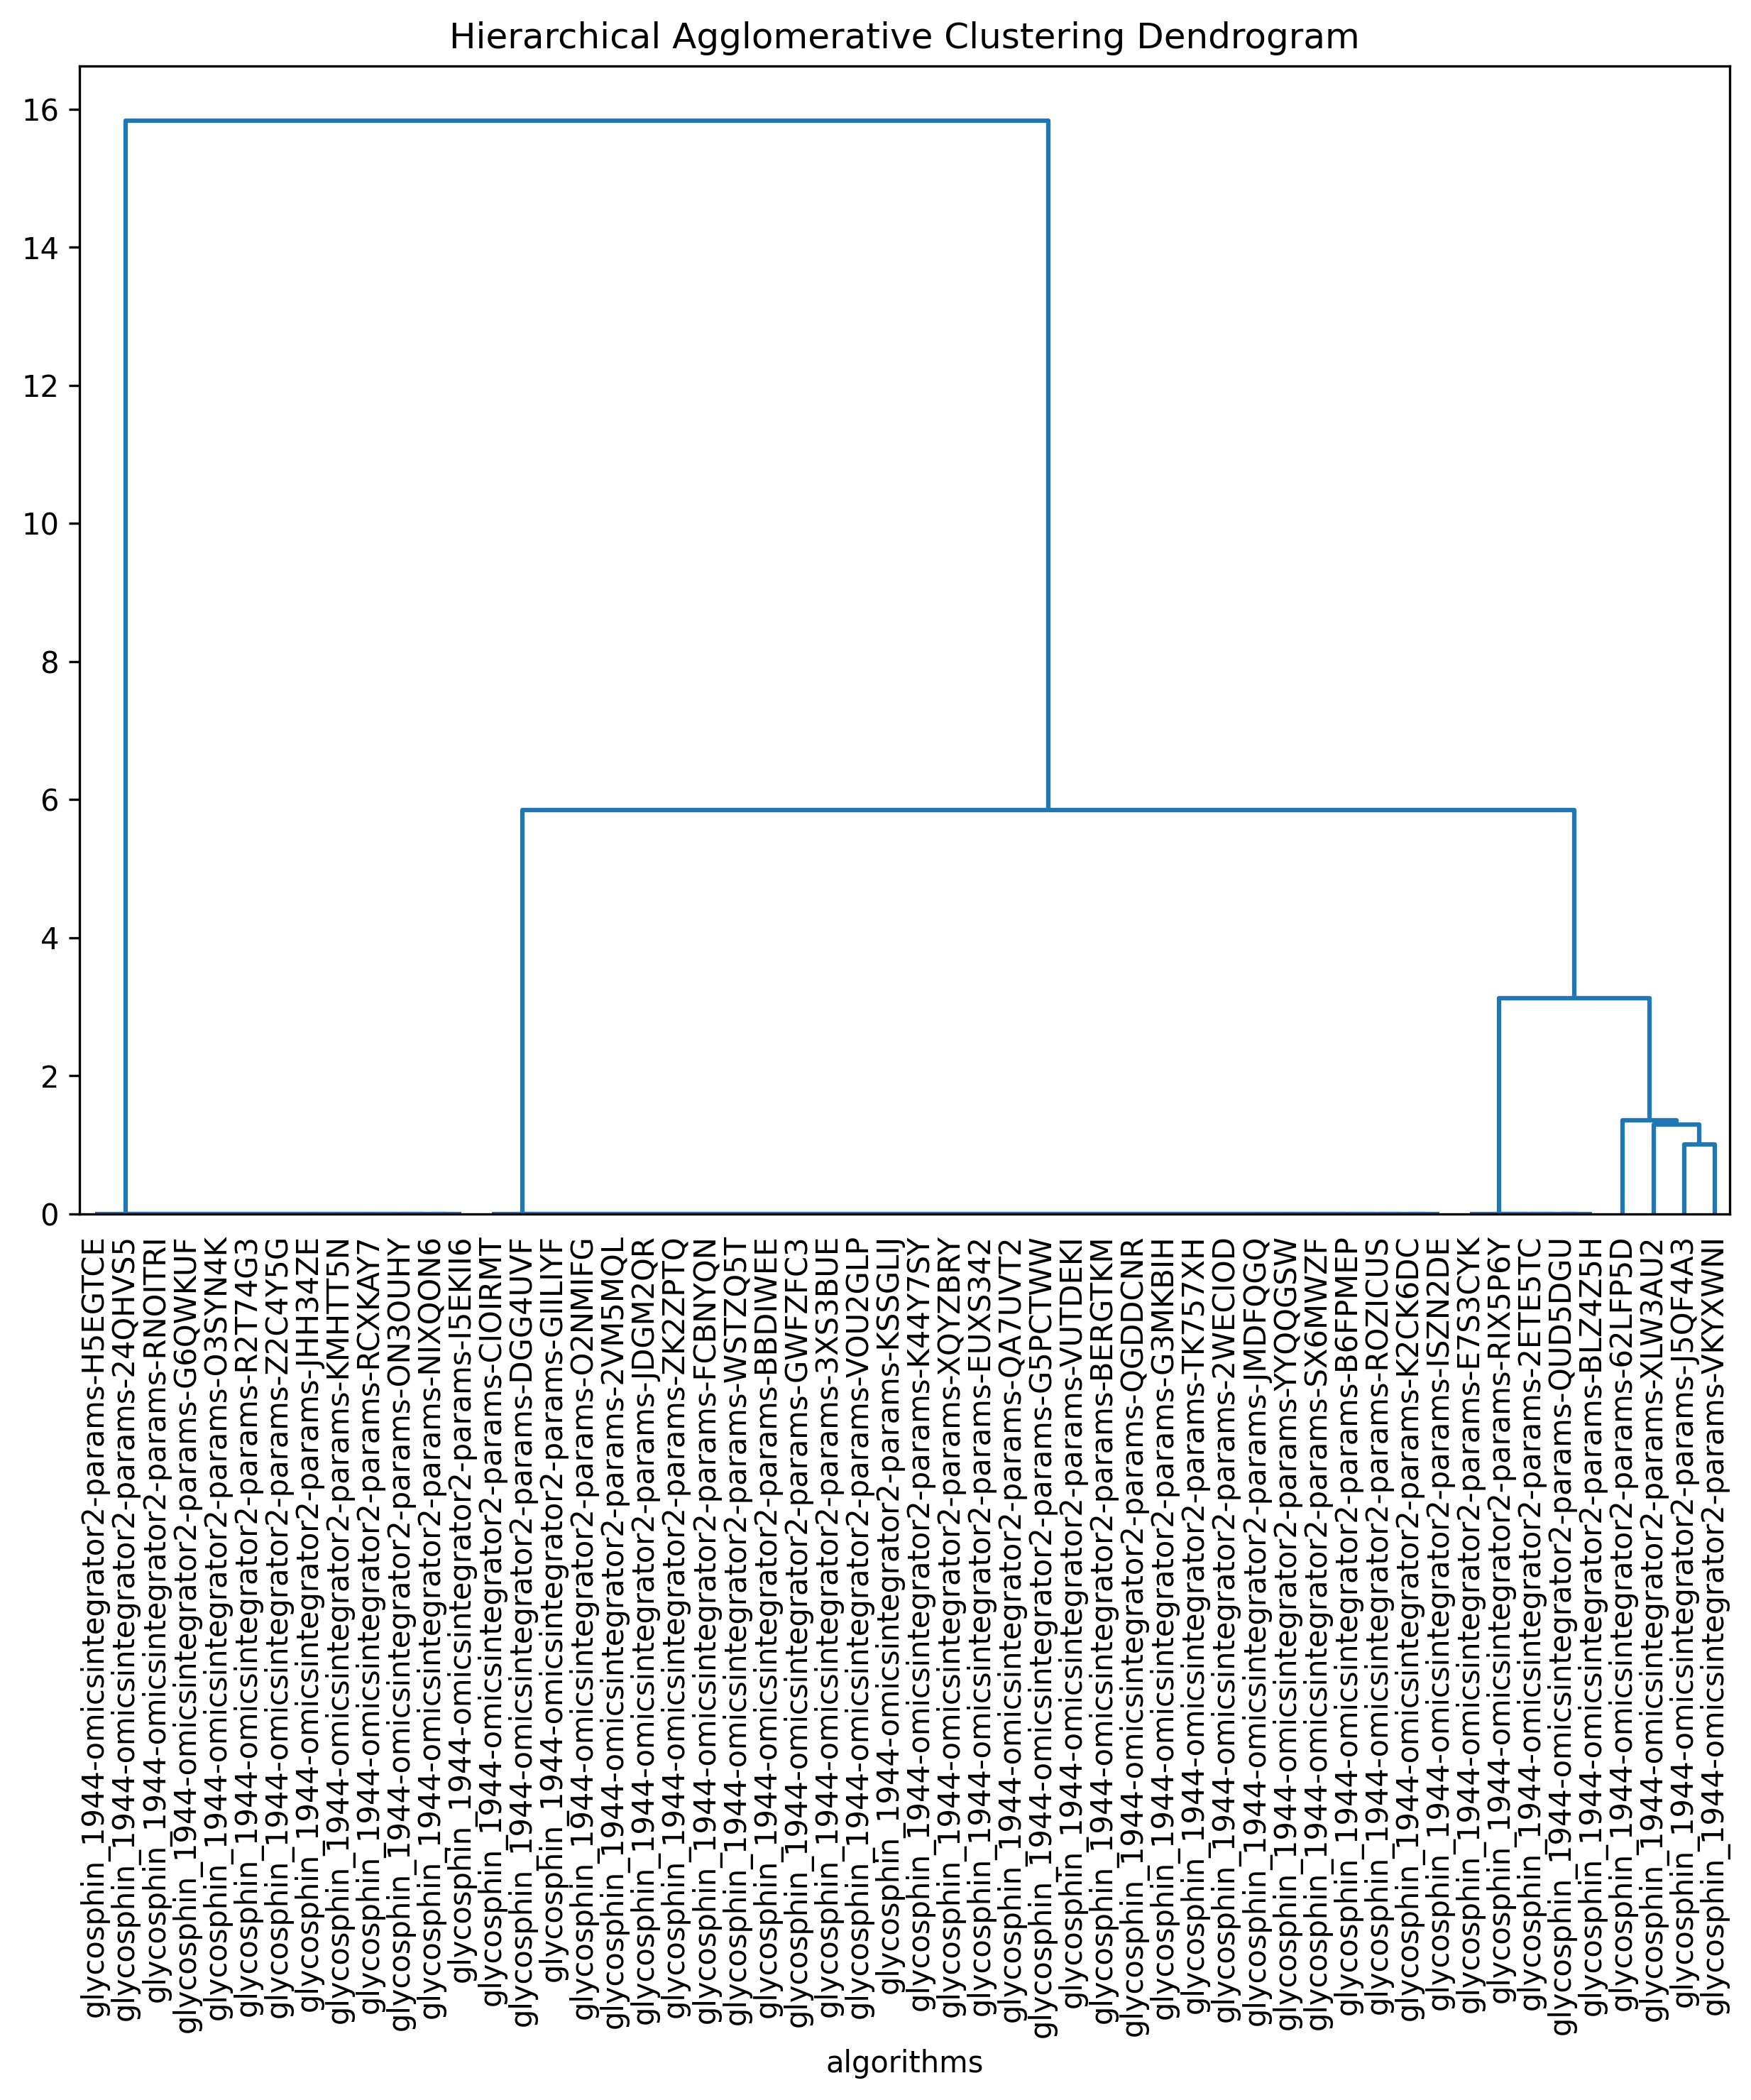 Hierarchical Agglomerative Clustering Dendrogram
16
14
12
10
8
6
4
2
0
glycosphin_1944-omicsintegrator2-params-H5EGTCE
glycosphin_1944-omicsintegrator2-params-24QHVS5
glycosphin_1944-omicsintegrator2-params-RNOITRI
glycosphin_1944-omicsintegrator2-params-G6QWKUF
glycosphin_1944-omicsintegrator2-params-O3SYN4K
glycosphin_1944-omicsintegrator2-params-R2T74G3
glycosphin_1944-omicsintegrator2-params-Z2C4Y5G
glycosphin_1944-omicsintegrator2-params-JHH34ZE
glycosphin_1944-omicsintegrator2-params-KMHTT5N
glycosphin_1944-omicsintegrator2-params-RCXKAY7
glycosphin_1944-omicsintegrator2-params-ON3OUHY
glycosphin_1944-omicsintegrator2-params-NIXQON6
glycosphin_1944-omicsintegrator2-params-I5EKII6
glycosphin_1944-omicsintegrator2-params-CIOIRMT
glycosphin_1944-omicsintegrator2-params-DGG4UVF
glycosphin_1944-omicsintegrator2-params-GIILIYF
glycosphin_1944-omicsintegrator2-params-O2NMIFG
glycosphin_1944-omicsintegrator2-params-2VM5MQL
glycosphin_1944-omicsintegrator2-params-JDGM2QR
glycosphin_1944-omicsintegrator2-params-ZK2ZPTQ
glycosphin_1944-omicsintegrator2-params-FCBNYQN
glycosphin_1944-omicsintegrator2-params-WSTZQ5T
glycosphin_1944-omicsintegrator2-params-BBDIWEE
glycosphin_1944-omicsintegrator2-params-GWFZFC3
glycosphin_1944-omicsintegrator2-params-3XS3BUE
glycosphin_1944-omicsintegrator2-params-VOU2GLP
glycosphin_1944-omicsintegrator2-params-KSSGLIJ
glycosphin_1944-omicsintegrator2-params-K44Y7SY
glycosphin_1944-omicsintegrator2-params-XQYZBRY
glycosphin_1944-omicsintegrator2-params-EUXS342
glycosphin_1944-omicsintegrator2-params-QA7UVT2
glycosphin_1944-omicsintegrator2-params-G5PCTWW
glycosphin_1944-omicsintegrator2-params-VUTDEKI
glycosphin_1944-omicsintegrator2-params-BERGTKM
glycosphin_1944-omicsintegrator2-params-QGDDCNR
glycosphin_1944-omicsintegrator2-params-G3MKBIH
glycosphin_1944-omicsintegrator2-params-TK757XH
glycosphin_1944-omicsintegrator2-params-2WECIOD
glycosphin_1944-omicsintegrator2-params-JMDFQGQ
glycosphin_1944-omicsintegrator2-params-YYQQGSW
glycosphin_1944-omicsintegrator2-params-SX6MWZF
glycosphin_1944-omicsintegrator2-params-B6FPMEP
glycosphin_1944-omicsintegrator2-params-ROZICUS
glycosphin_1944-omicsintegrator2-params-K2CK6DC
glycosphin_1944-omicsintegrator2-params-ISZN2DE
glycosphin_1944-omicsintegrator2-params-E7S3CYK
glycosphin_1944-omicsintegrator2-params-RIX5P6Y
glycosphin_1944-omicsintegrator2-params-2ETE5TC
glycosphin_1944-omicsintegrator2-params-QUD5DGU
glycosphin_1944-omicsintegrator2-params-BLZ4Z5H
glycosphin_1944-omicsintegrator2-params-62LFP5D
glycosphin_1944-omicsintegrator2-params-XLW3AU2
glycosphin_1944-omicsintegrator2-params-J5QF4A3
glycosphin_1944-omicsintegrator2-params-VKYXWNI
algorithms